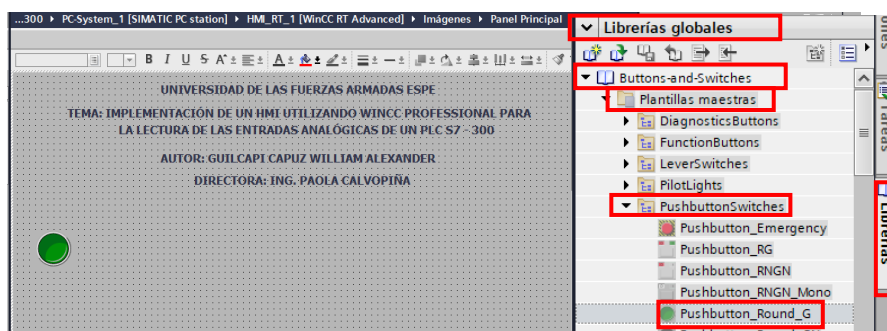 ...300 ▸ PC-System_1 [SIMATIC PC station] ▸ HMI_RT_1 [WinCC RT Advanced] ▸ Imágenes ▸ Panel Principal
B I U S A
UNIVERSIDAD DE LAS FUERZAS ARMADAS ESPE
TEMA: IMPLEMENTACIÓN DE UN HMI UTILIZANDO WINCC PROFESSIONAL PARA
LA LECTURA DE LAS ENTRADAS ANALÓGICAS DE UN PLC S7 - 300
AUTOR: GUILCAPI CAPUZ WILLIAM ALEXANDER
DIRECTORA: ING. PAOLA CALVOPIÑA
Librerías globales
Buttons-and-Switches
Plantillas maestras
DiagnosticsButtons
FunctionButtons
LeverSwitches
PilotLights
PushbuttonSwitches
Pushbutton_Emergency
Pushbutton_RG
Pushbutton_RNGN
Pushbutton_RNGN_Mono
Pushbutton_Round_G
Tareas
Librerías